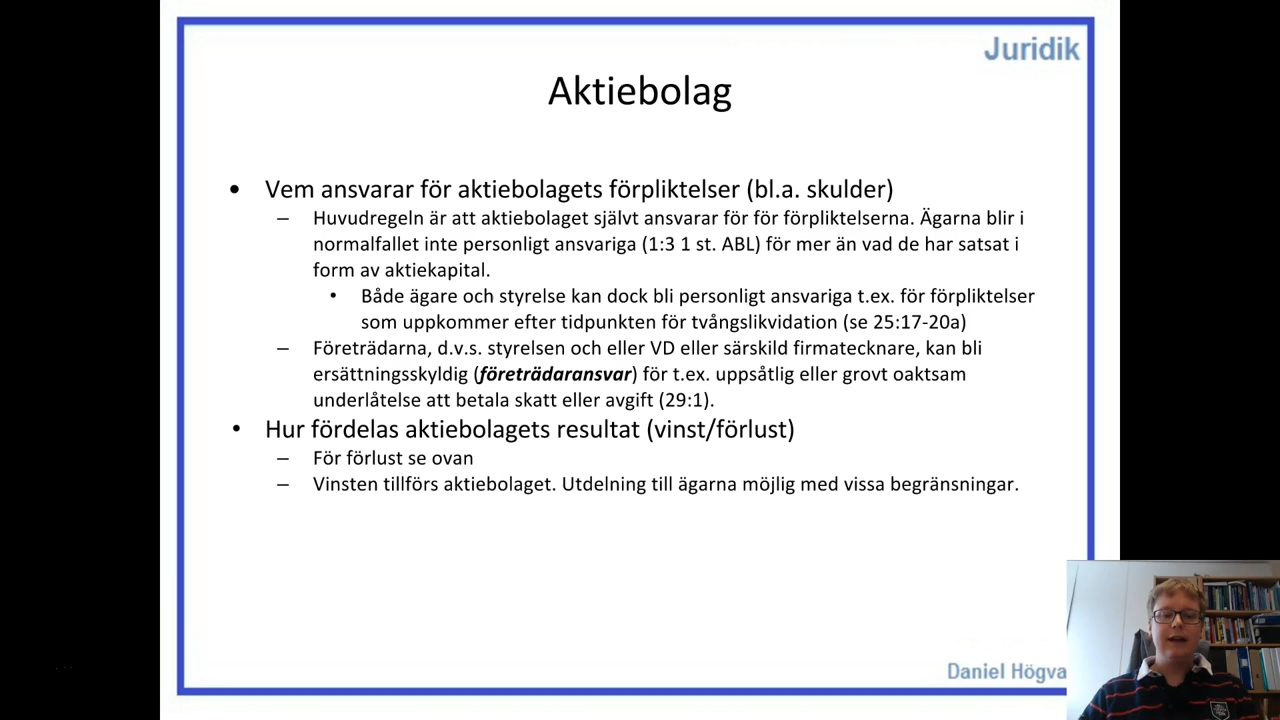 Juridik
Aktiebolag
• Vem ansvarar för aktiebolagets förpliktelser (bl.a. skulder)
– Huvudregeln är att aktiebolaget självt ansvarar för för förpliktelserna. Ägarna blir i
normalfallet inte personligt ansvariga (1:3 1 st. ABL) för mer än vad de har satsat i
form av aktiekapital.
• Både ägare och styrelse kan dock bli personligt ansvariga t.ex. för förpliktelser
som uppkommer efter tidpunkten för tvångslikvidation (se 25:17-20a)
– Företrädarna, d.v.s. styrelsen och eller VD eller särskild firmatecknare, kan bli
ersättningsskyldig (företrädaransvar) för t.ex. uppsåtlig eller grovt oaktsam
underlåtelse att betala skatt eller avgift (29:1).
• Hur fördelas aktiebolagets resultat (vinst/förlust)
– För förlust se ovan
– Vinsten tillförs aktiebolaget. Utdelning till ägarna möjlig med vissa begränsningar.
Daniel Högva